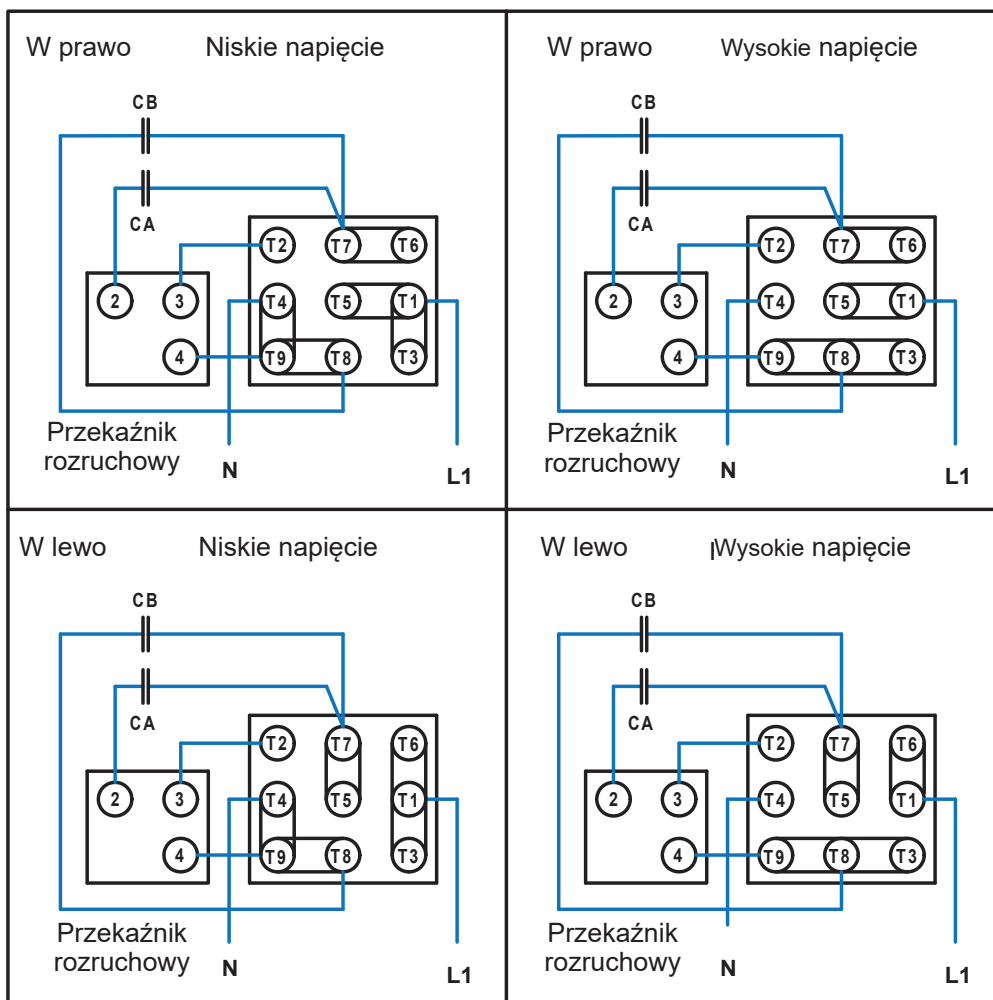 W prawo Niskie napięcie
CB
CA
T2 T7 T6
2 3 T4 T5 T1
4 T9 T8 T3
Przekaźnik
rozruchowy
N L1
W prawo Wysokie napięcie
CB
CA
T2 T7 T6
2 3 T4 T5 T1
4 T9 T8 T3
Przekaźnik
rozruchowy
N L1
W lewo Niskie napięcie
CB
CA
T2 T7 T6
2 3 T4 T5 T1
4 T9 T8 T3
Przekaźnik
rozruchowy
N L1
W lewo Wysokie napięcie
CB
CA
T2 T7 T6
2 3 T4 T5 T1
4 T9 T8 T3
Przekaźnik
rozruchowy
N L1